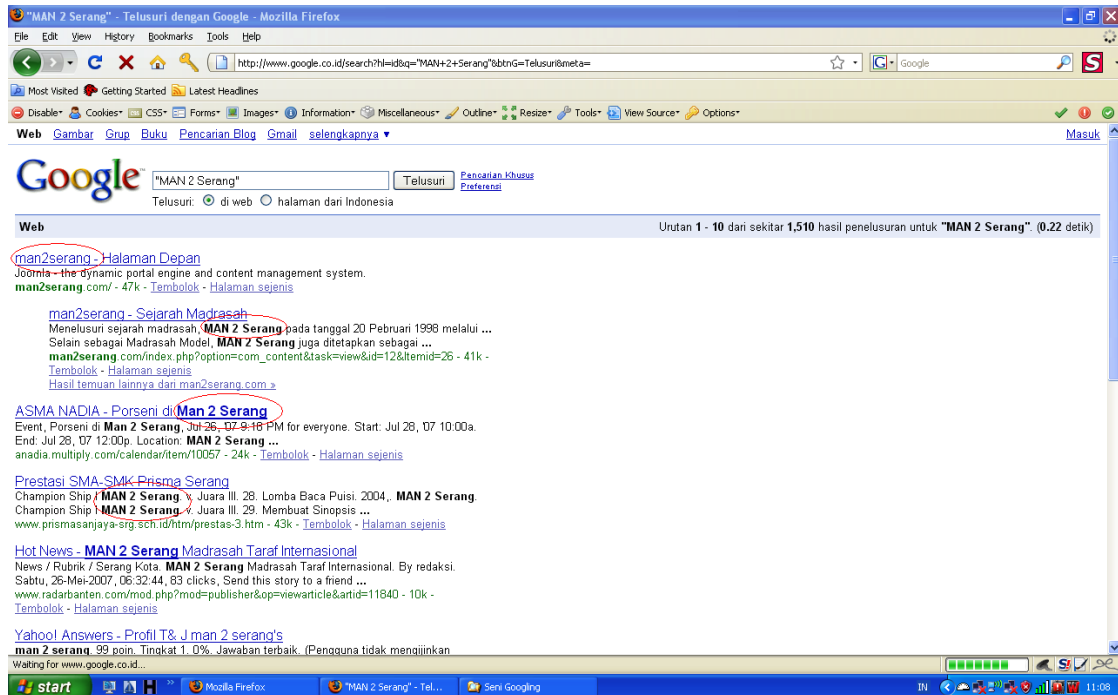 "MAN 2 Serang" - Telusuri dengan Google - Mozilla Firefox
File Edit View History Bookmarks Tools Help
http://www.google.co.id/search?hl=id&q="MAN+2+Serang"&btnG=Telusuri&meta=
G Google
S
Most Visited Getting Started Latest Headlines
Disable Cookies CSS Forms Images Information Miscellaneous Outline Resize Tools View Source Options
Web Gambar Grup Buku Pencarian Blog Gmail selengkapnya ▼ Masuk
Google "MAN 2 Serang" Telusuri Pencarian Khusus
Preferensi
Telusuri: di web halaman dari Indonesia
Web Urutan 1 - 10 dari sekitar 1,510 hasil penelusuran untuk "MAN 2 Serang". (0.22 detik)
man2serang - Halaman Depan
Joomla - the dynamic portal engine and content management system.
man2serang.com/ - 47k - Tembolok - Halaman sejenis
man2serang - Sejarah Madrasah
Menelusuri sejarah madrasah, MAN 2 Serang pada tanggal 20 Pebruari 1998 melalui ...
Selain sebagai Madrasah Model, MAN 2 Serang juga ditetapkan sebagai ...
man2serang.com/index.php?option=com_content&task=view&id=12&Itemid=26 - 41k -
Tembolok - Halaman sejenis
Hasil temuan lainnya dari man2serang.com »
ASMA NADIA - Porseni di Man 2 Serang
Event, Porseni di Man 2 Serang, Jul 26, '07 9:18 PM for everyone. Start: Jul 28, '07 10:00a.
End: Jul 28, '07 12:00p. Location: MAN 2 Serang ...
anadia.multiply.com/calendar/item/10057 - 24k - Tembolok - Halaman sejenis
Prestasi SMA-SMK Prisma Serang
Champion Ship I MAN 2 Serang. v. Juara III. 28. Lomba Baca Puisi. 2004,. MAN 2 Serang.
Champion Ship I MAN 2 Serang. v. Juara III. 29. Membuat Sinopsis ...
www.prismasanjaya-srg.sch.id/htm/prestas-3.htm - 43k - Tembolok - Halaman sejenis
Hot News - MAN 2 Serang Madrasah Taraf Internasional
News / Rubrik / Serang Kota. MAN 2 Serang Madrasah Taraf Internasional. By redaksi.
Sabtu, 26-Mei-2007, 06:32:44, 83 clicks, Send this story to a friend ...
www.radarbanten.com/mod.php?mod=publisher&op=viewarticle&artid=11840 - 10k -
Tembolok - Halaman sejenis
Yahoo! Answers - Profil T& J man 2 serang's
man 2 serang. 99 poin. Tingkat 1. 0%. Jawaban terbaik. (Pengguna tidak mengijinkan
Waiting for www.google.co.id...
start Mozilla Firefox "MAN 2 Serang" - Tel... Seni Googling IN 11:08